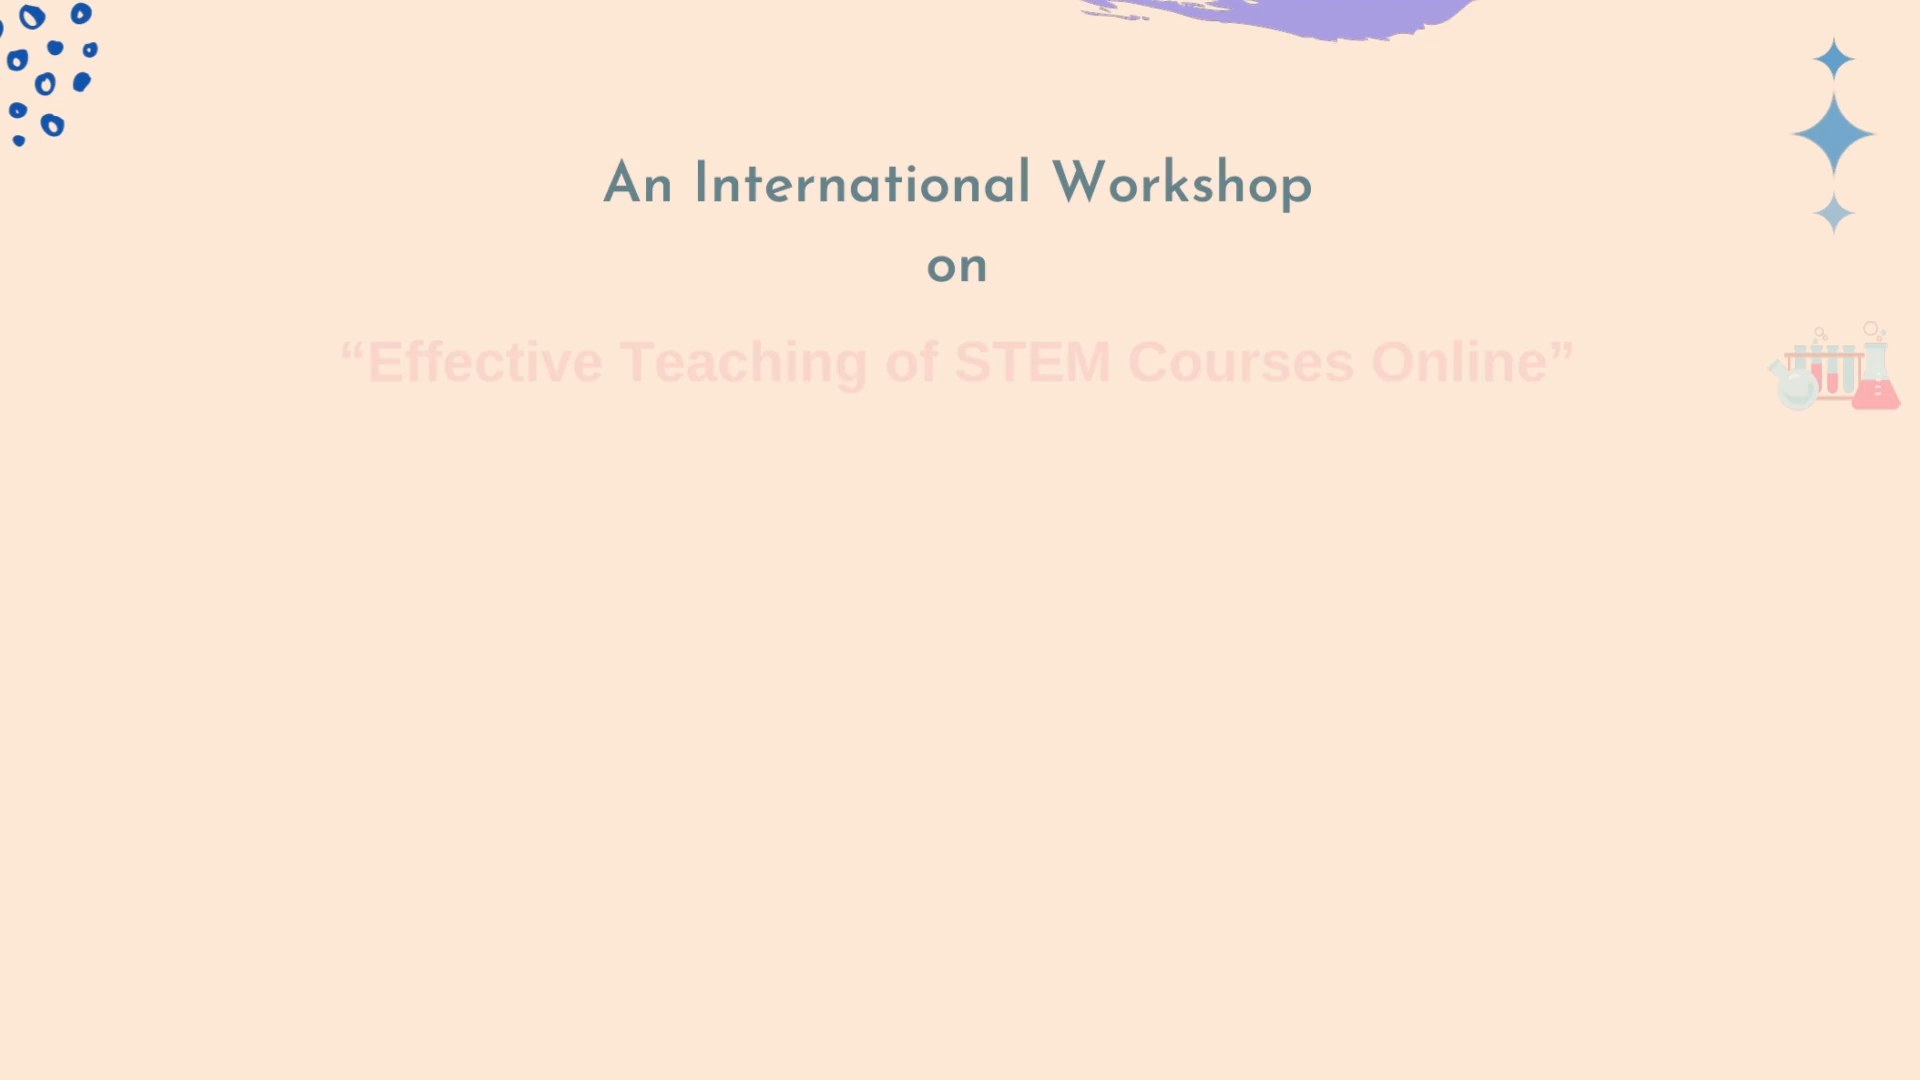 An International Workshop
on
“Effective Teaching of STEM Courses Online”